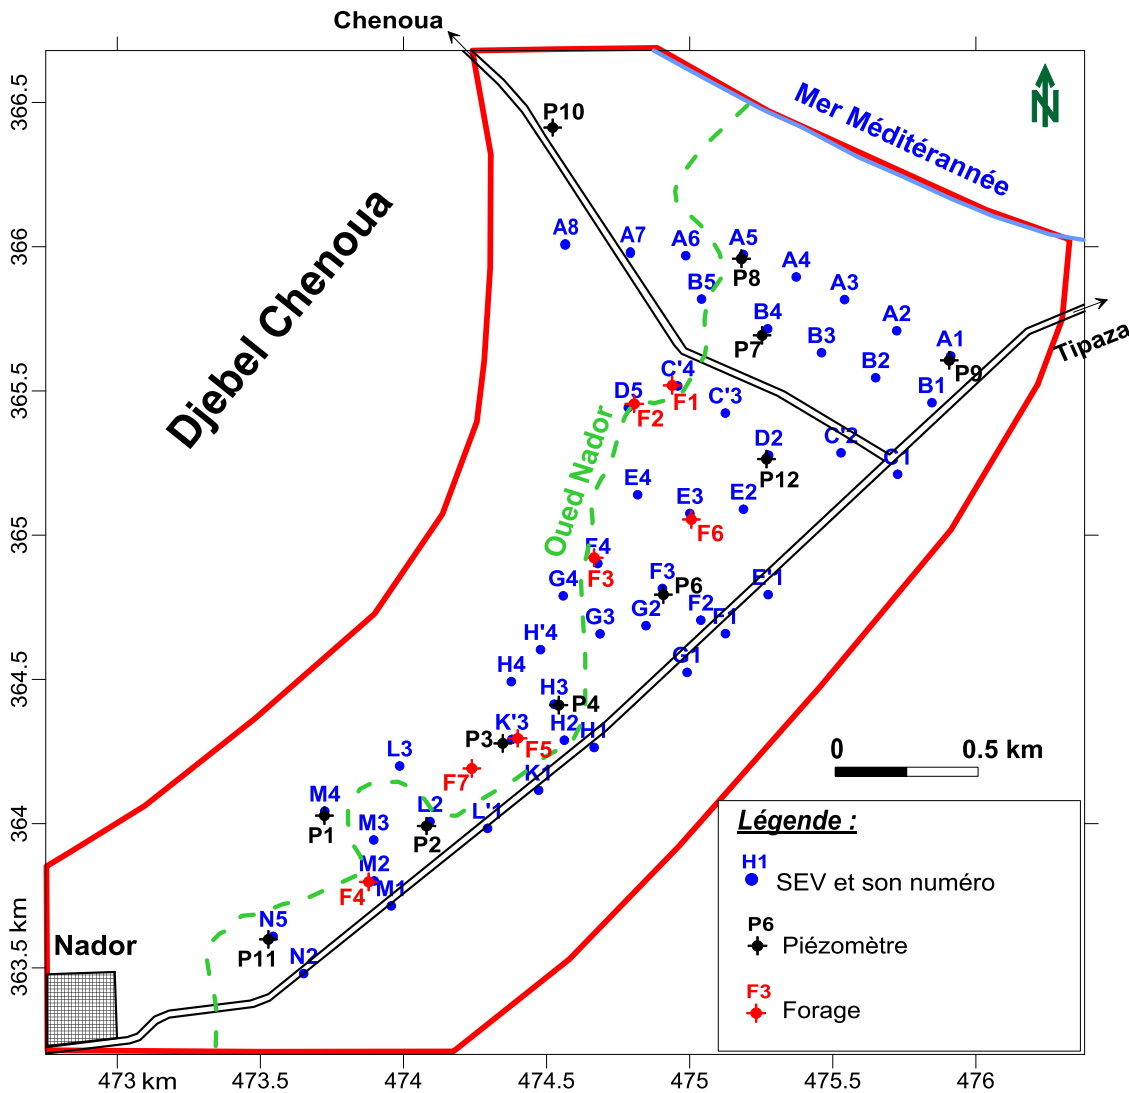 Chenoua
366.5
N
Mer Méditérannée
P10
Djebel Chenoua
A8
A7
A6
A5
366
P8
A4
B5
A3
B4
P7
A2
B3
A1
P9
Tipaza
B2
B1
365.5
C'4
F1
D5
F2
C'3
Oued Nador
D2
P12
C'2
C1
E4
E3
F6
E2
365
F4
F3
F3
P6
E'1
G4
G3
G2
F2
F1
H'4
G1
364.5
H4
H3
P4
K'3
P3
F5
H2
H1
L3
F7
K1
0
0.5 km
M4
P1
L2
P2
L'1
364
M3
M2
F4
M1
N5
P11
N2
Nador
363.5 km
Légende :
H1
SEV et son numéro
P6
Piézomètre
F3
Forage
473 km
473.5
474
474.5
475
475.5
476